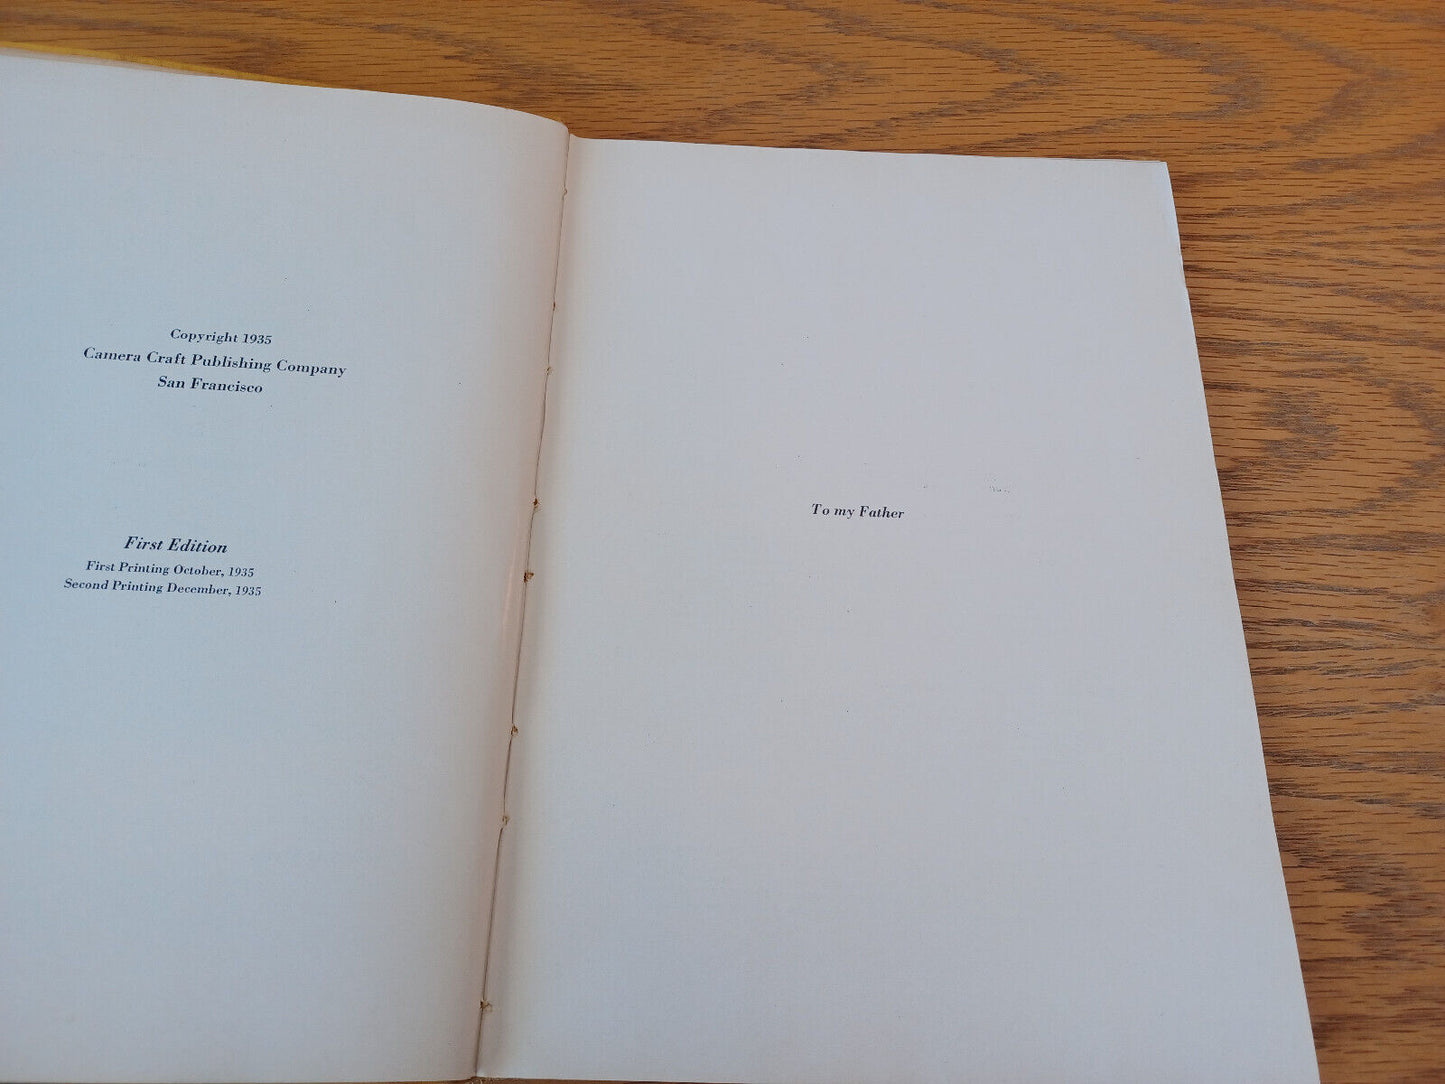 Copyright 1935
Camera Craft Publishing Company
San Francisco
First Edition
First Printing October, 1935
Second Printing December, 1935
To my Father